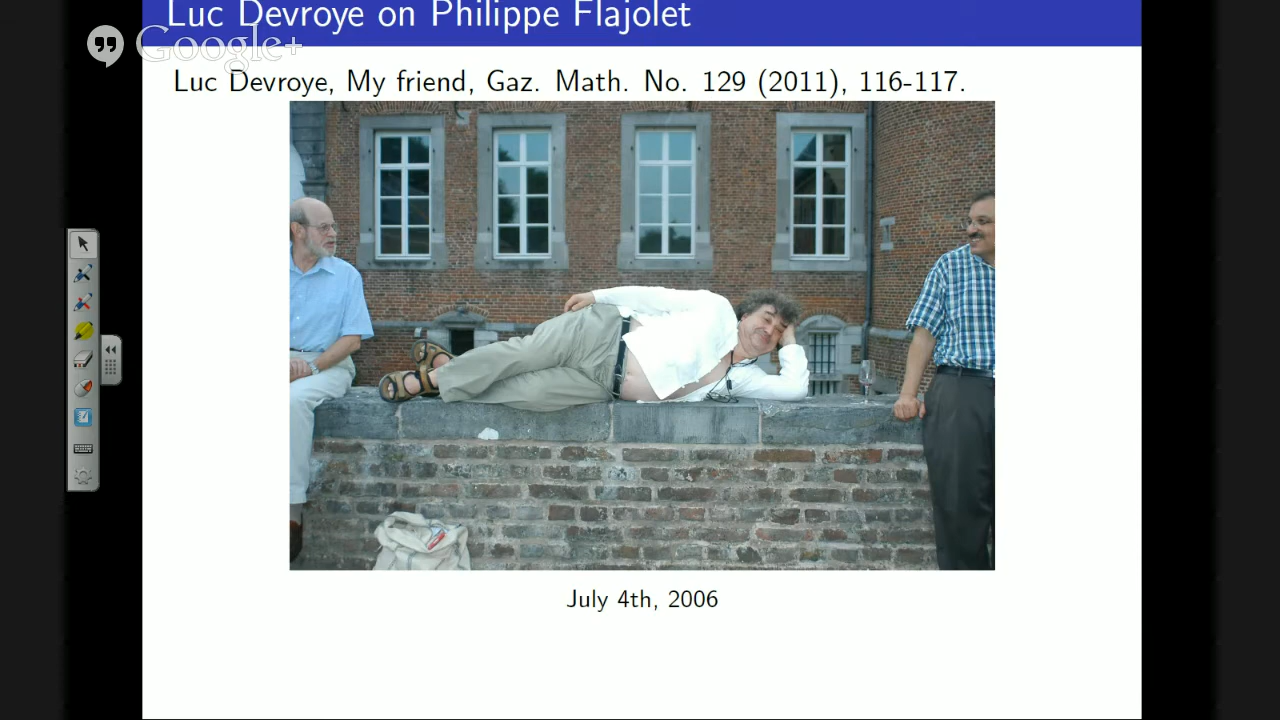 Luc Devroye on Philippe Flajolet
Google+
Luc Devroye, My friend, Gaz. Math. No. 129 (2011), 116-117.
July 4th, 2006